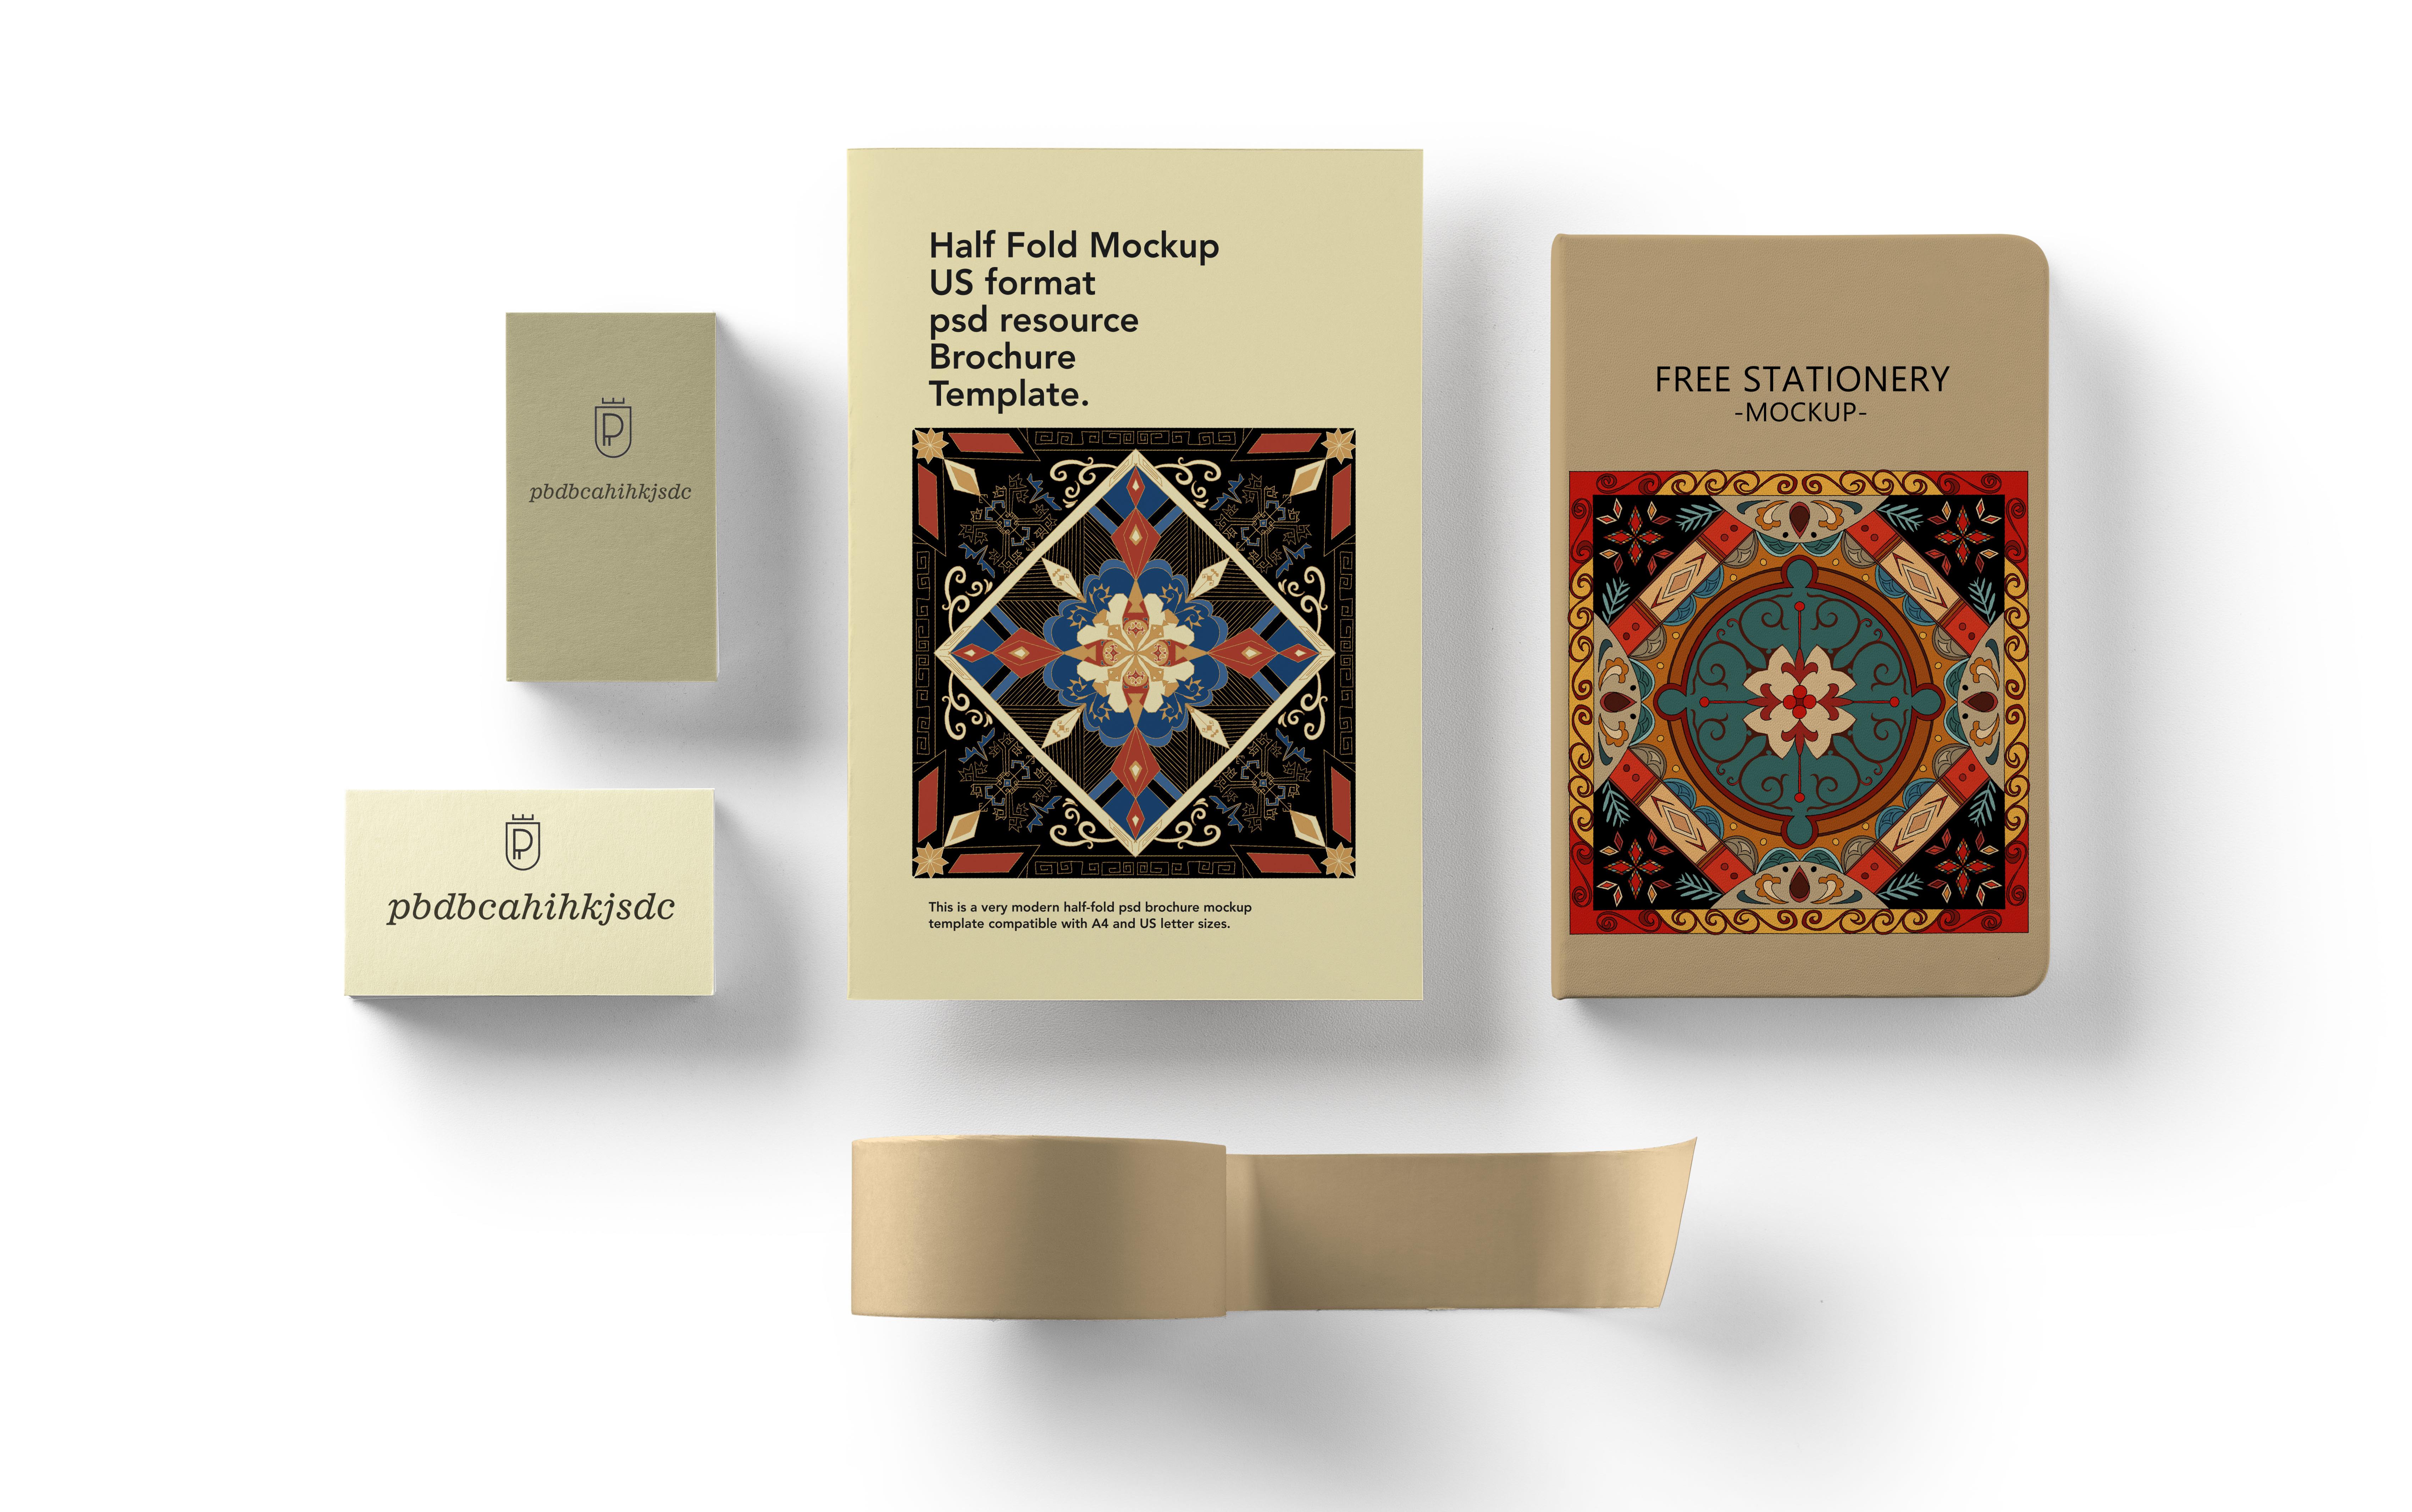 Half Fold Mockup
US format
psd resource
Brochure
Template.
This is a very modern half-fold psd brochure mockup
template compatible with A4 and US letter sizes.
FREE STATIONERY
-MOCKUP-
P
pbdbcahihkjsdc
P
pbdbcahihkjsdc